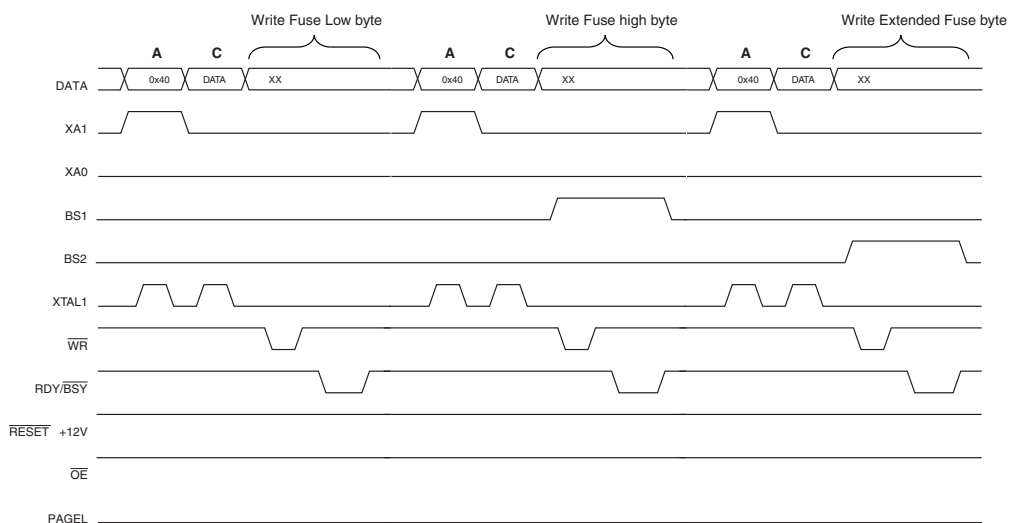 Write Fuse Low byte Write Fuse high byte Write Extended Fuse byte
A C A C A C
DATA 0x40 DATA XX 0x40 DATA XX 0x40 DATA XX
XA1
XA0
BS1
BS2
XTAL1
WR
RDY/BSY
RESET +12V
OE
PAGEL